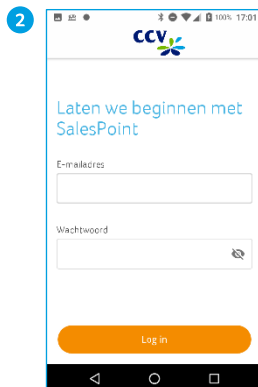 2
100% 17:01
CCV
Laten we beginnen met
SalesPoint
E-mailadres
Wachtwoord
Log in